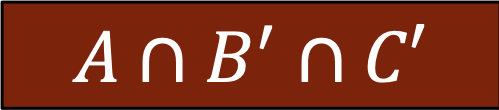 A ∩ B′ ∩ C′